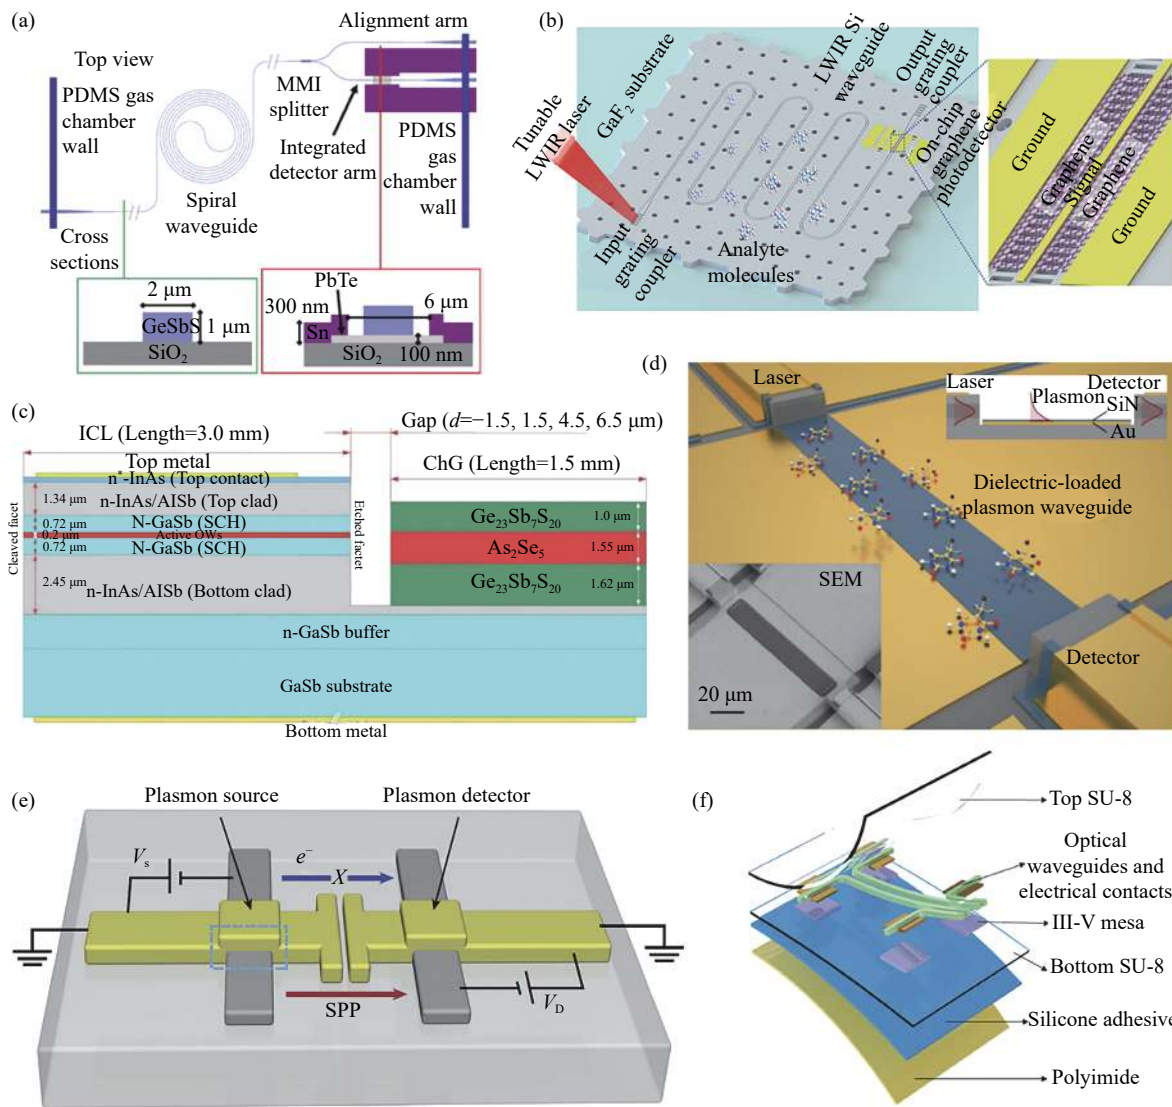 (a)
Top view
PDMS gas
chamber
wall
Spiral
waveguide
MMI
splitter
Integrated
detector arm
Alignment arm
PDMS
gas
chamber
wall
Cross
sections
2 μm
GeSbS
1 μm
SiO2
PbTe
300 nm
Sn
6 μm
SiO2
100 nm
(b)
GaF2 substrate
Tunable
LWIR laser
LWIR Si
waveguide
Output
grating
coupler
On-chip
graphene
photodetector
Input
grating
coupler
Analyte
molecules
Ground
Graphene
Signal
Graphene
Ground
(c)
ICL (Length=3.0 mm)
Gap (d=−1.5, 1.5, 4.5, 6.5 μm)
Top metal
ChG (Length=1.5 mm)
n*-InAs (Top contact)
1.34 μm
n-InAs/AISb (Top clad)
0.72 μm
N-GaSb (SCH)
0.2 μm
Active QWs
0.72 μm
N-GaSb (SCH)
2.45 μm
n-InAs/AISb (Bottom clad)
Cleaved facet
Etched factet
Ge23Sb7S20
1.0 μm
As2Se5
1.55 μm
Ge23Sb7S20
1.62 μm
n-GaSb buffer
GaSb substrate
Bottom metal
(d)
Laser
Laser
Plasmon
Detector
SiN
Au
Dielectric-loaded
plasmon waveguide
SEM
20 μm
Detector
(e)
Plasmon source
Plasmon detector
Vs
e−
X
SPP
VD
(f)
Top SU-8
Optical
waveguides and
electrical contacts
III-V mesa
Bottom SU-8
Silicone adhesive
Polyimide